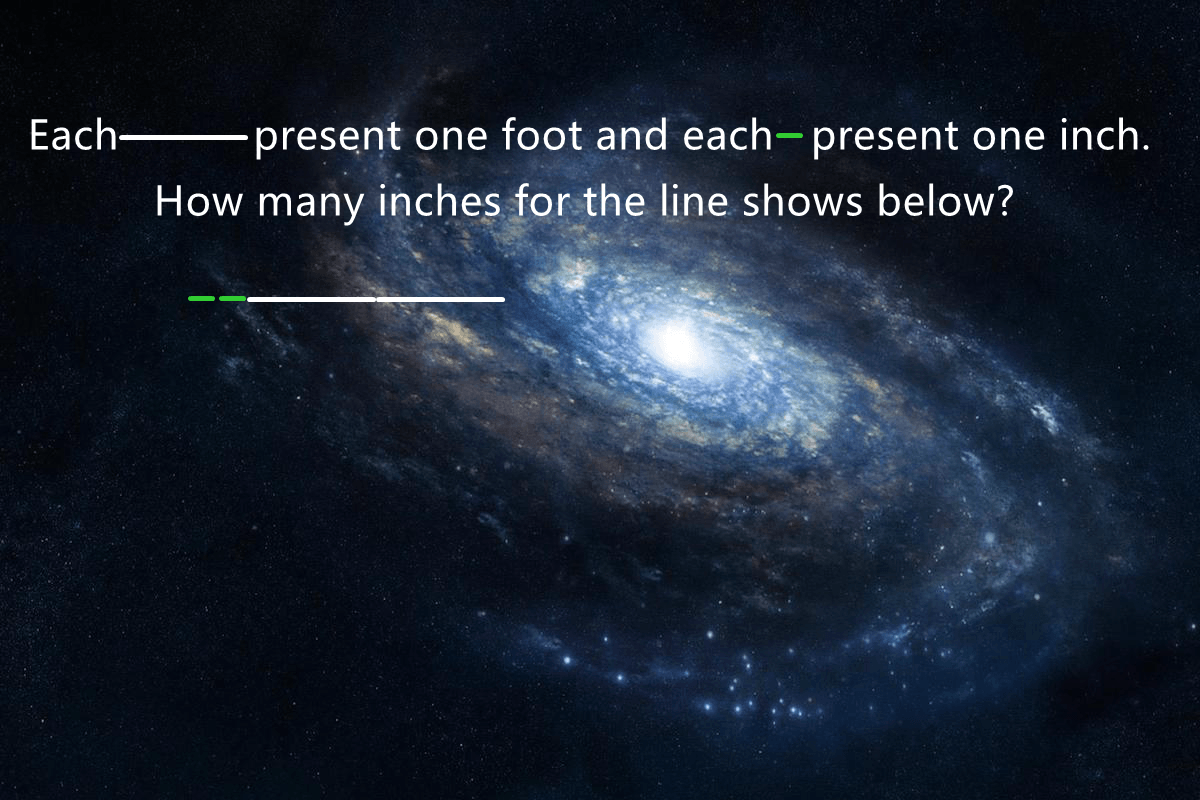 Each present one foot and each present one inch.
How many inches for the line shows below?